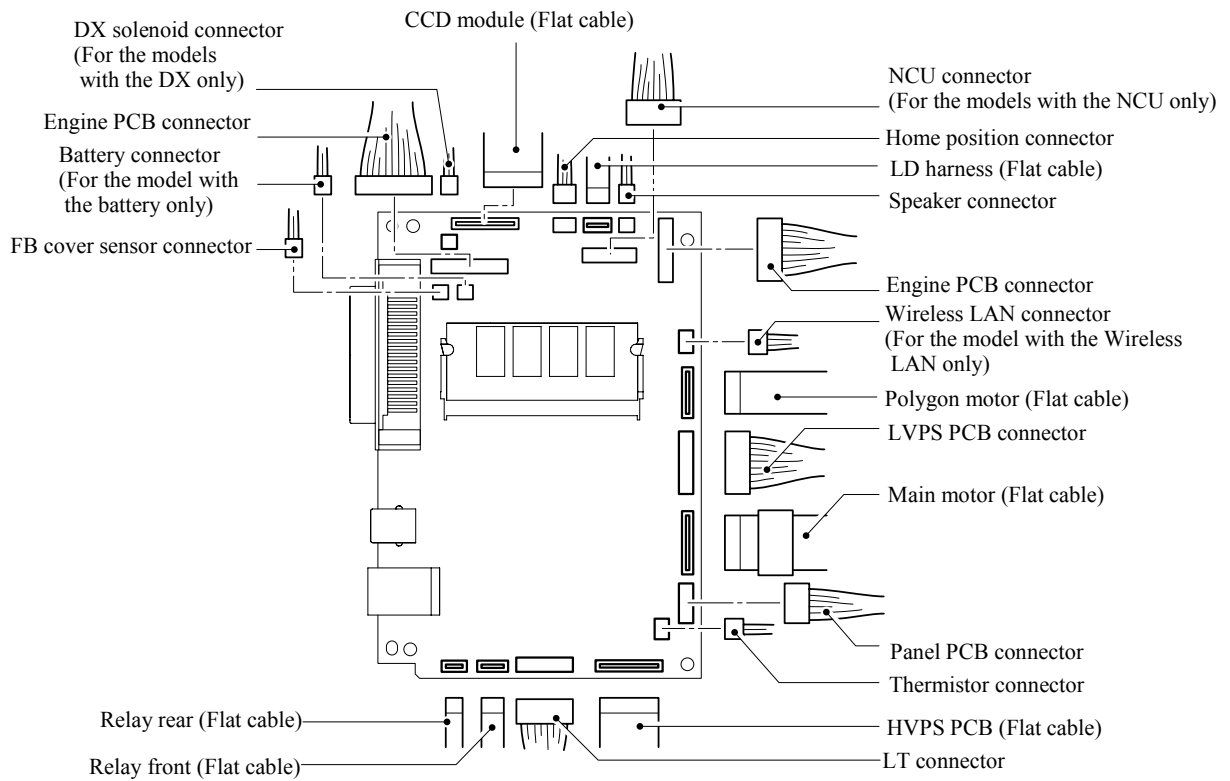 CCD module (Flat cable)
DX solenoid connector
(For the models
with the DX only)
Engine PCB connector
Battery connector
(For the model with
the battery only)
FB cover sensor connector
NCU connector
(For the models with the NCU only)
Home position connector
LD harness (Flat cable)
Speaker connector
Engine PCB connector
Wireless LAN connector
(For the model with the Wireless
LAN only)
Polygon motor (Flat cable)
LVPS PCB connector
Main motor (Flat cable)
Panel PCB connector
Thermistor connector
HVPS PCB (Flat cable)
LT connector
Relay rear (Flat cable)
Relay front (Flat cable)